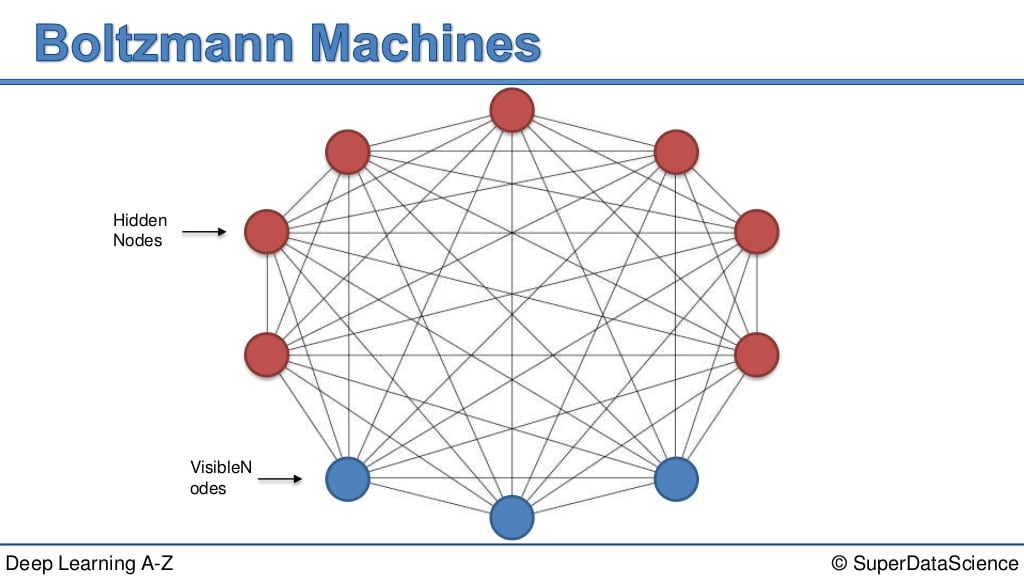 Boltzmann Machines
Hidden
Nodes
VisibleN
odes
Deep Learning A-Z
© SuperDataScience